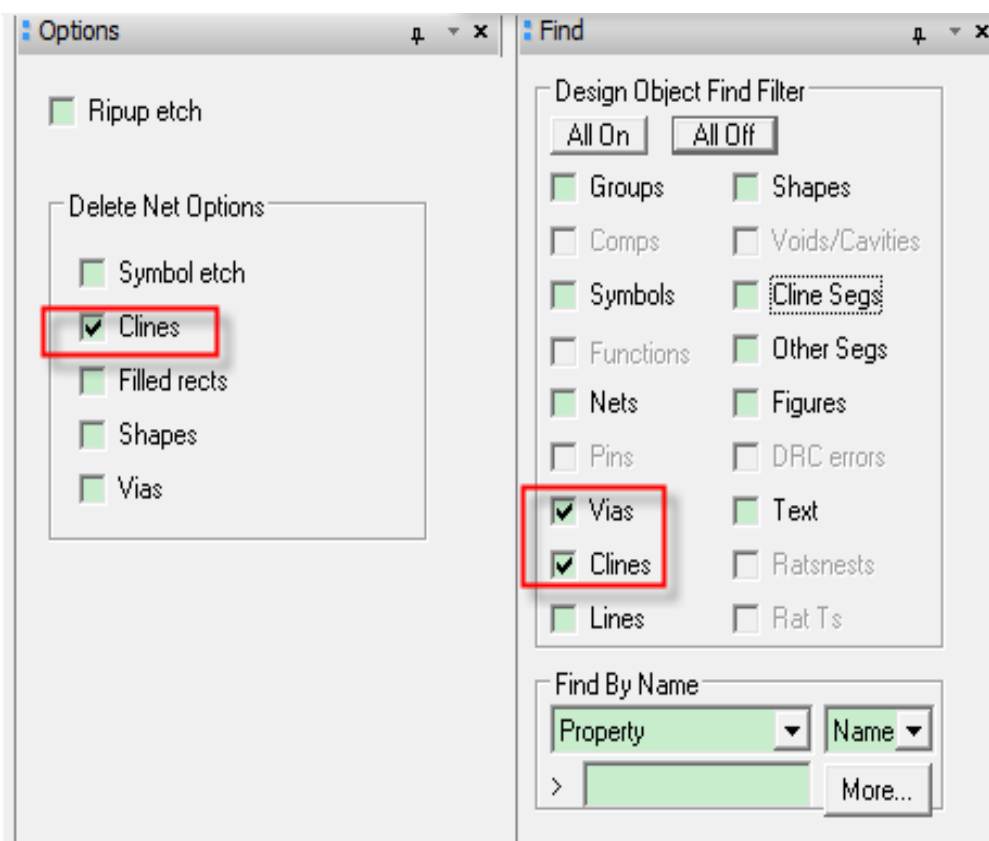 Options
Ripup etch
Delete Net Options
Symbol etch
Clines
Filled rects
Shapes
Vias
Find
Design Object Find Filter
All On All Off
Groups Shapes
Comps Voids/Cavities
Symbols Cline Segs
Functions Other Segs
Nets Figures
Pins DRC errors
Vias Text
Clines Ratsnests
Lines Rat Ts
Find By Name
Property Name
> More...